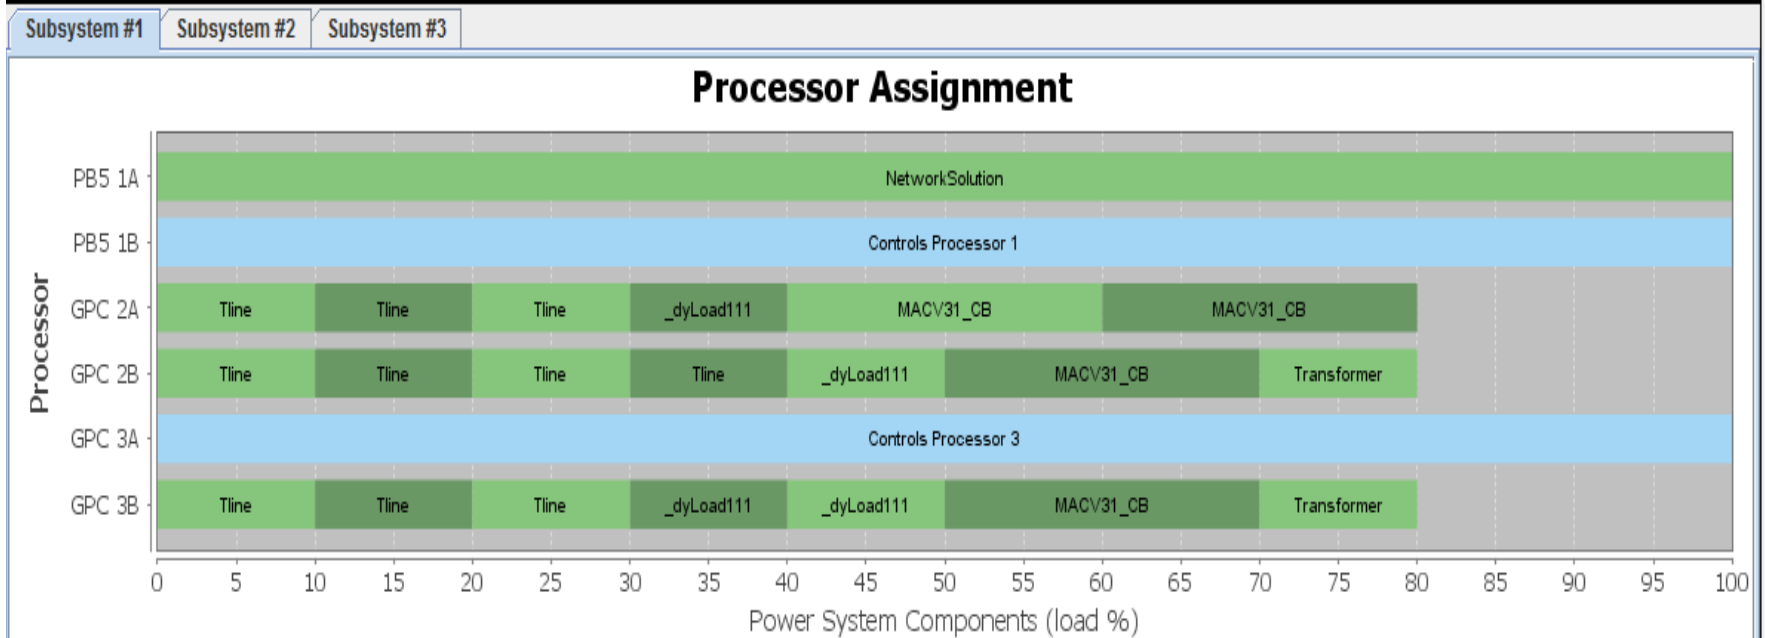 Subsystem #1 Subsystem #2 Subsystem #3
Processor Assignment
Processor
PB5 1A NetworkSolution
PB5 1B Controls Processor 1
GPC 2A Tline Tline Tline _dyLoad111 MACV31_CB MACV31_CB
GPC 2B Tline Tline Tline Tline _dyLoad111 MACV31_CB Transformer
GPC 3A Controls Processor 3
GPC 3B Tline Tline Tline _dyLoad111 _dyLoad111 MACV31_CB Transformer
0 5 10 15 20 25 30 35 40 45 50 55 60 65 70 75 80 85 90 95 100
Power System Components (load %)